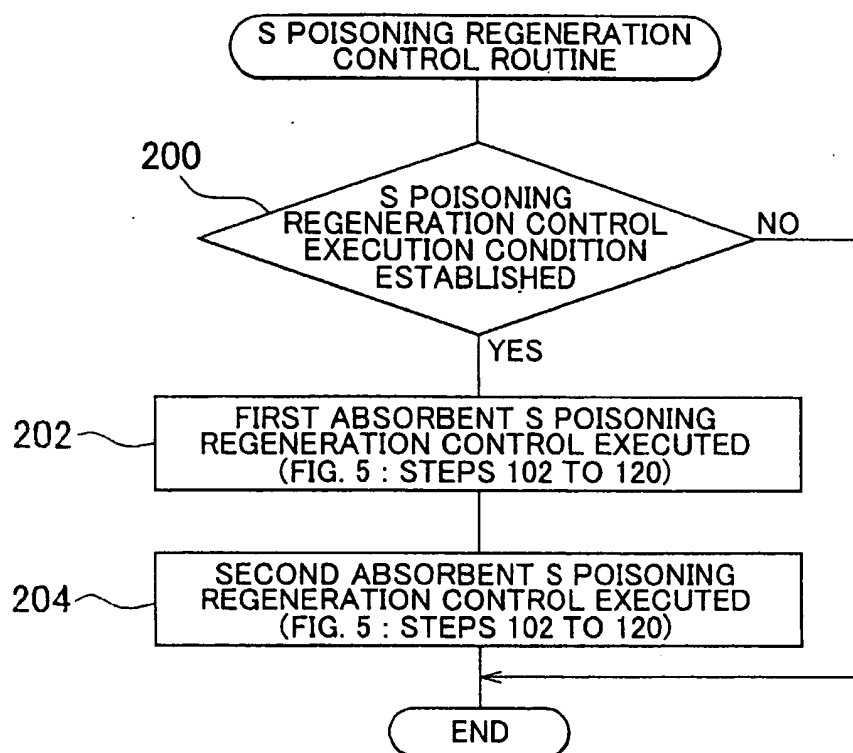 S POISONING REGENERATION
CONTROL ROUTINE
200
S POISONING
REGENERATION CONTROL
EXECUTION CONDITION
ESTABLISHED
NO
YES
202
FIRST ABSORBENT S POISONING
REGENERATION CONTROL EXECUTED
(FIG. 5 : STEPS 102 TO 120)
204
SECOND ABSORBENT S POISONING
REGENERATION CONTROL EXECUTED
(FIG. 5 : STEPS 102 TO 120)
END